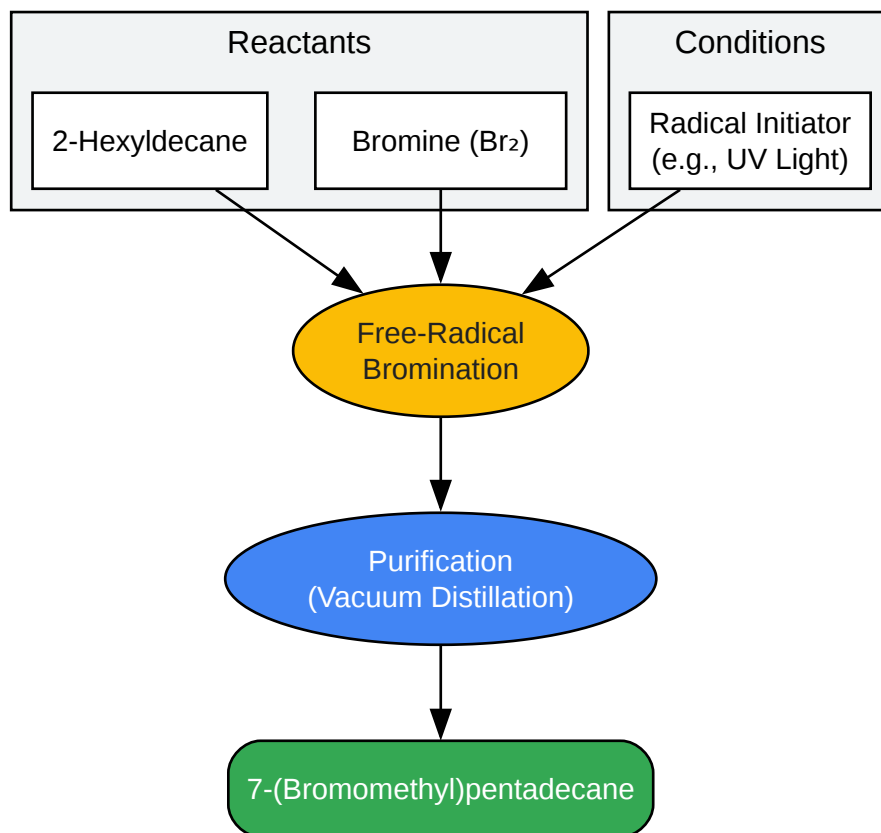 Reactants
Conditions
2-Hexyldecane
Bromine (Br₂)
Radical Initiator
(e.g., UV Light)
Free-Radical
Bromination
Purification
(Vacuum Distillation)
7-(Bromomethyl)pentadecane